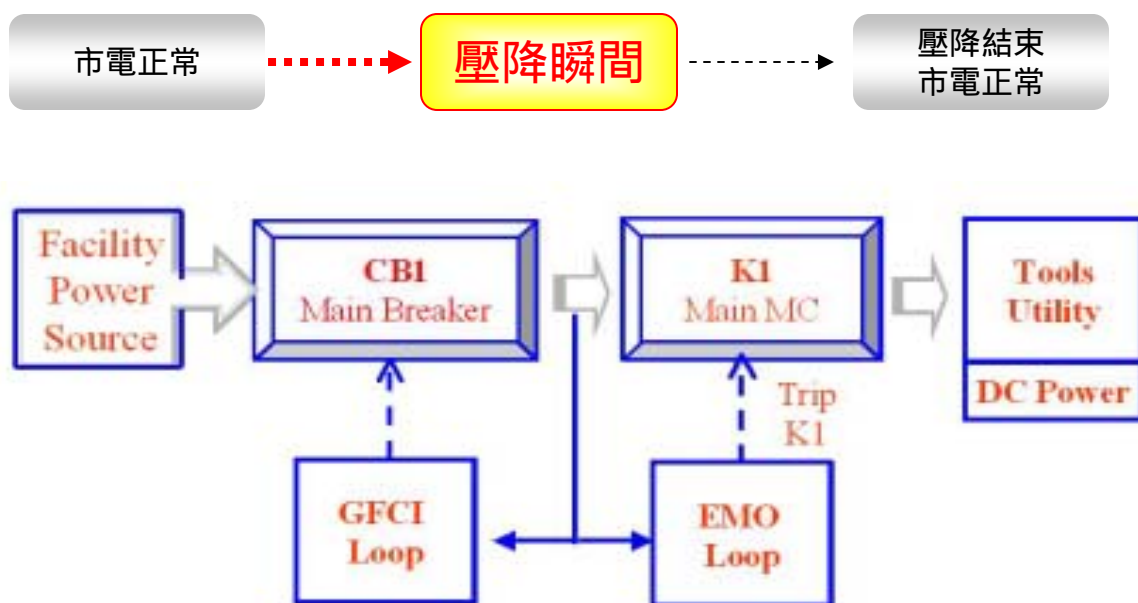 市電正常
壓降瞬間
壓降結束
市電正常
Facility
Power
Source
CB1
Main Breaker
K1
Main MC
Tools
Utility
DC Power
Trip
K1
GFCI
Loop
EMO
Loop